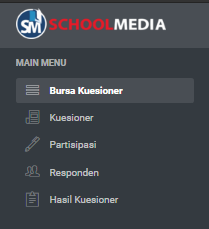 SM SCHOOLMEDIA
MAIN MENU
Bursa Kuesioner
Kuesioner
Partisipasi
Responden
Hasil Kuesioner